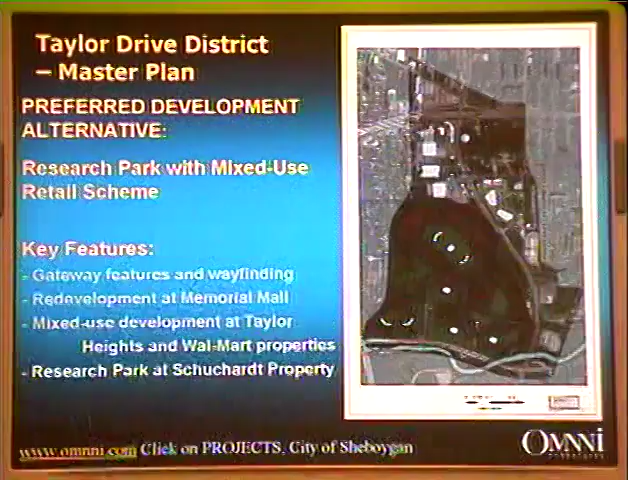 Taylor Drive District
– Master Plan
PREFERRED DEVELOPMENT
ALTERNATIVE:
Research Park with Mixed-Use
Retail Scheme
Key Features:
- Gateway features and wayfinding
- Redevelopment at Memorial Mall
- Mixed-use development at Taylor
Heights and Wal-Mart properties
- Research Park at Schuchardt Property
www.omnni.com Click on PROJECTS, City of Sheboygan
OMNNI